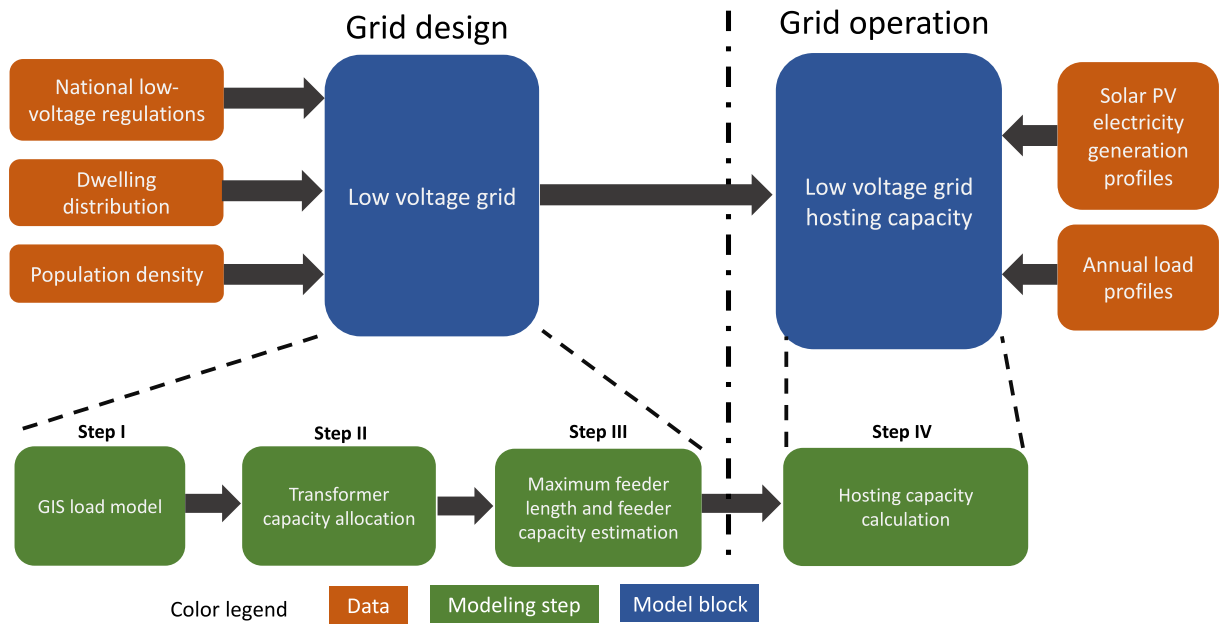 Grid design
Grid operation
National low-
voltage regulations
Dwelling
distribution
Population density
Low voltage grid
Low voltage grid
hosting capacity
Solar PV
electricity
generation
profiles
Annual load
profiles
Step I
GIS load model
Step II
Transformer
capacity allocation
Step III
Maximum feeder
length and feeder
capacity estimation
Step IV
Hosting capacity
calculation
Color legend
Data
Modeling step
Model block